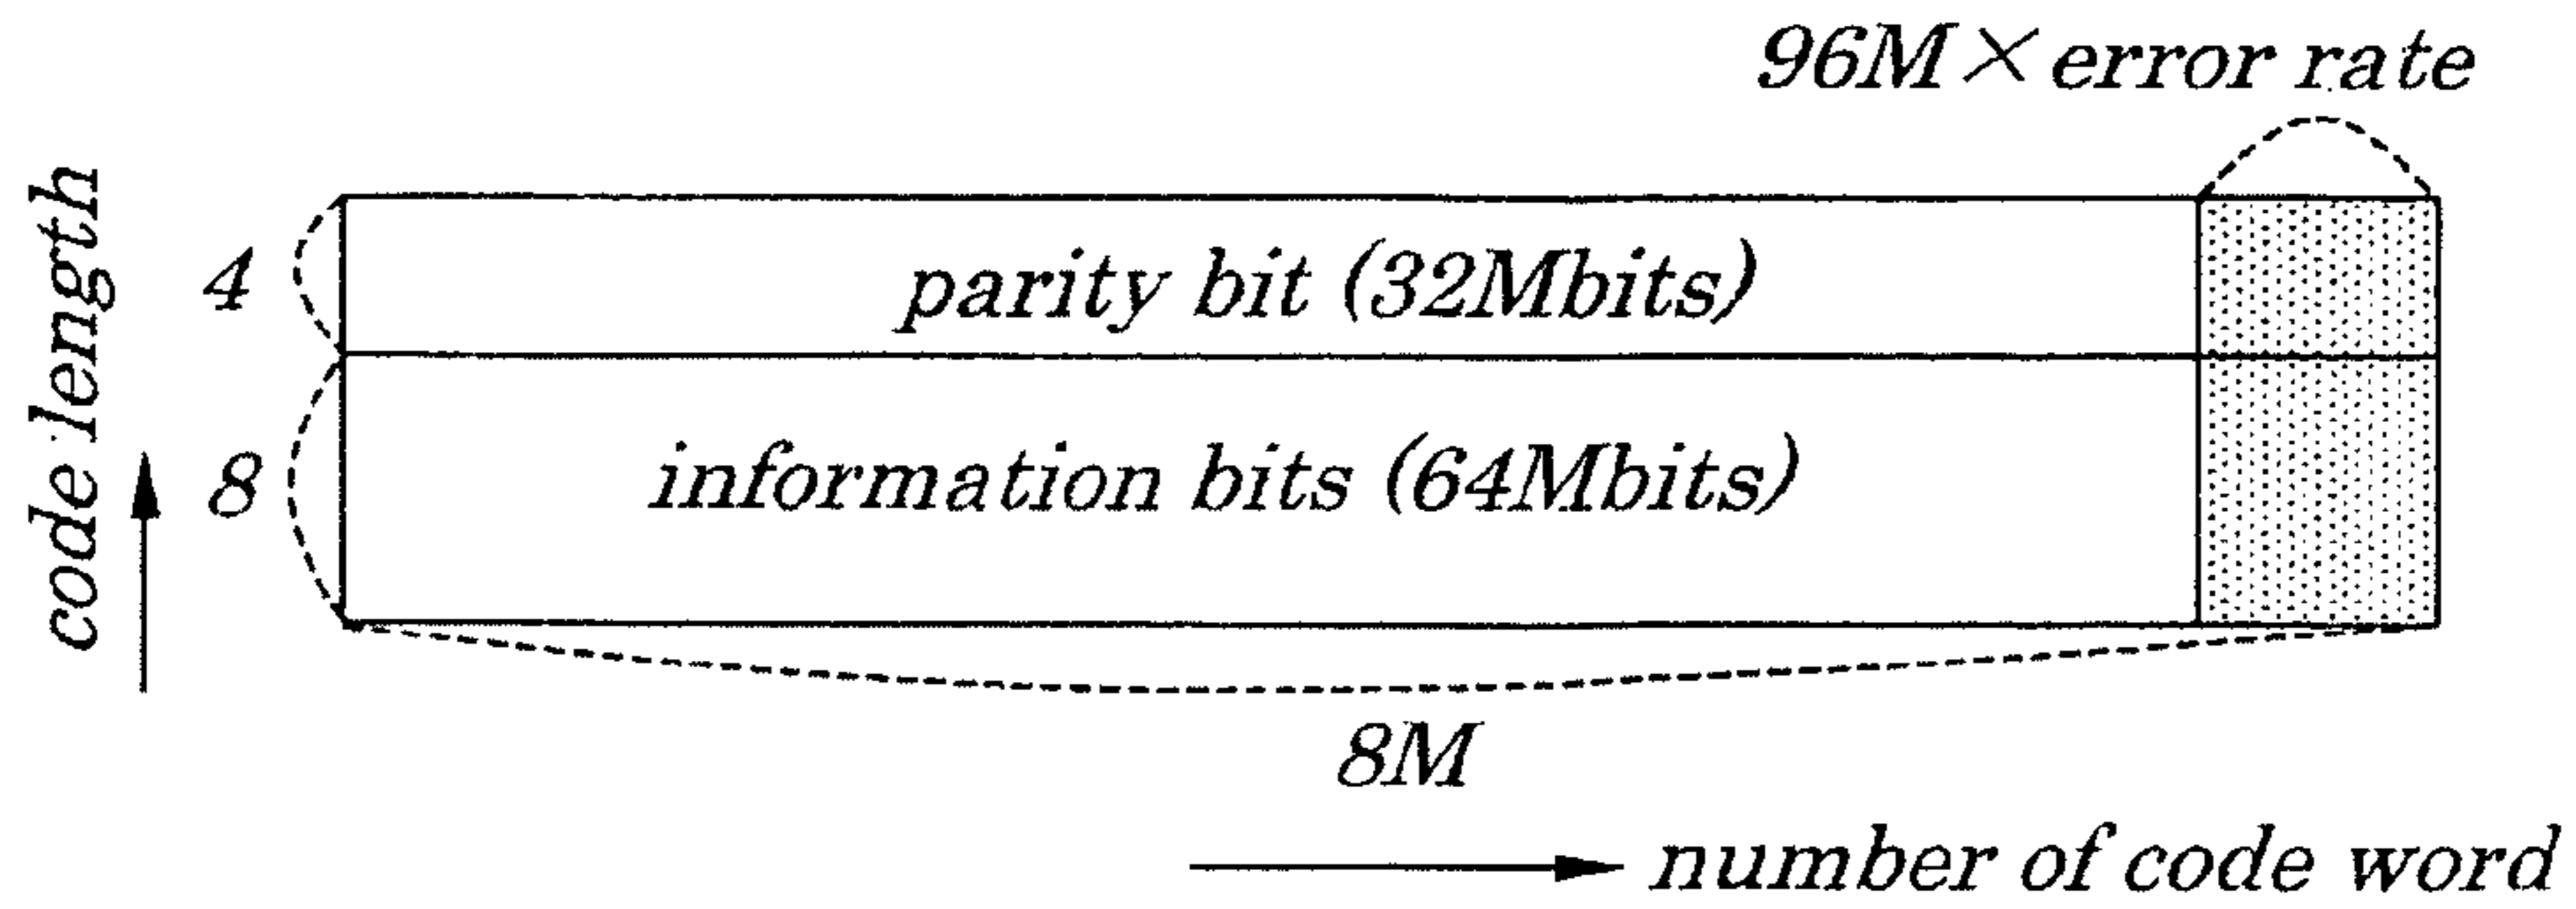 96M × error rate
code length
4
parity bit (32Mbits)
8
information bits (64Mbits)
8M
number of code word